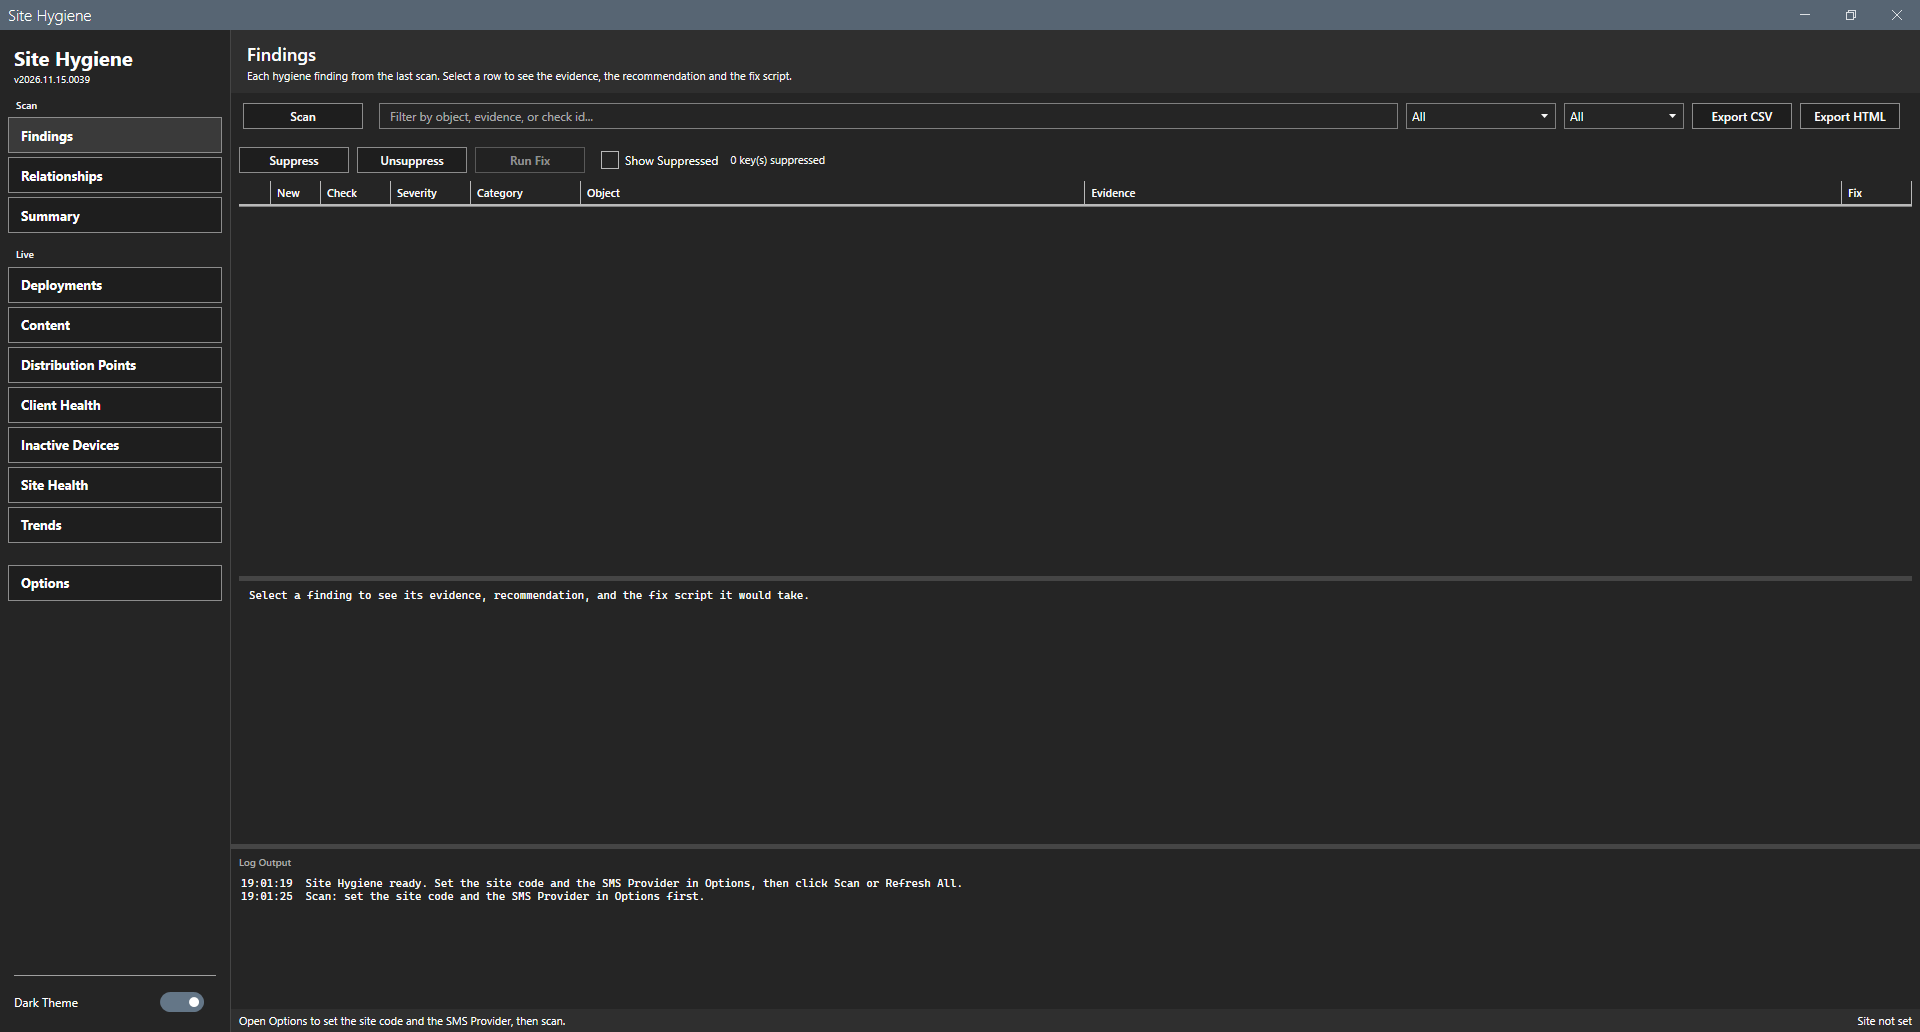 Site Hygiene
Site Hygiene
v2026.11.15.0039
Scan
Findings
Relationships
Summary
Live
Deployments
Content
Distribution Points
Client Health
Inactive Devices
Site Health
Trends
Options
Dark Theme
Findings
Each hygiene finding from the last scan. Select a row to see the evidence, the recommendation and the fix script.
Scan
Filter by object, evidence, or check id...
All
All
Export CSV
Export HTML
Suppress
Unsuppress
Run Fix
Show Suppressed
0 key(s) suppressed
New
Check
Severity
Category
Object
Evidence
Fix
Select a finding to see its evidence, recommendation, and the fix script it would take.
Log Output
19:01:19 Site Hygiene ready. Set the site code and the SMS Provider in Options, then click Scan or Refresh All.
19:01:25 Scan: set the site code and the SMS Provider in Options first.
Open Options to set the site code and the SMS Provider, then scan.
Site not set